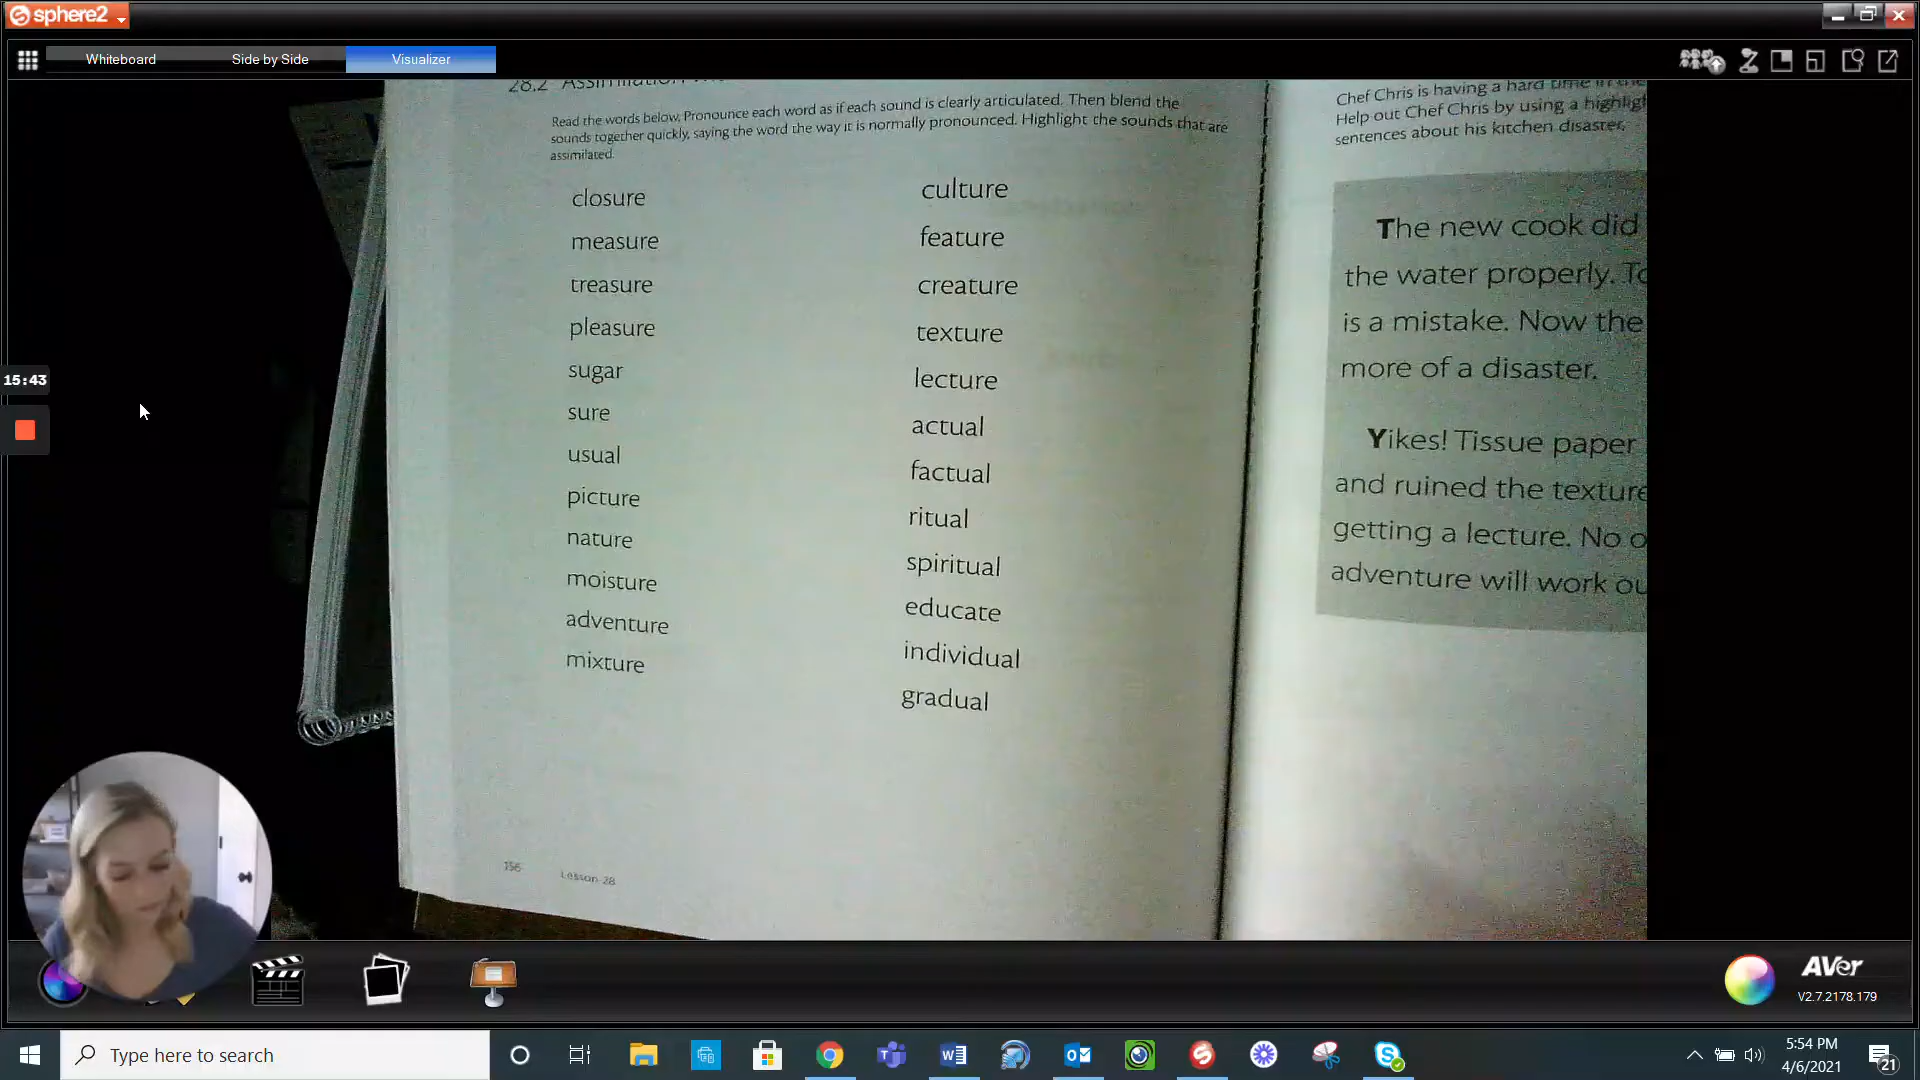 sphere2
Whiteboard
Side by Side
Visualizer
28.2 Assimilation
Read the words below. Pronounce each word as if each sound is clearly articulated. Then blend the
sounds together quickly, saying the word the way it is normally pronounced. Highlight the sounds that are
assimilated.
closure
measure
treasure
pleasure
sugar
sure
usual
picture
nature
moisture
adventure
mixture
culture
feature
creature
texture
lecture
actual
factual
ritual
spiritual
educate
individual
gradual
156
Lesson 28
Chef Chris is having a hard time in the
Help out Chef Chris by using a
sentences about his kitchen disaster.
The new cook did
the water properly. To
is a mistake. Now the
more of a disaster.
Yikes! Tissue paper
and ruined the texture
getting a lecture. No
adventure will work
15:43
AVer
V2.7.2178.179
Type here to search
5:54 PM
4/6/2021
21